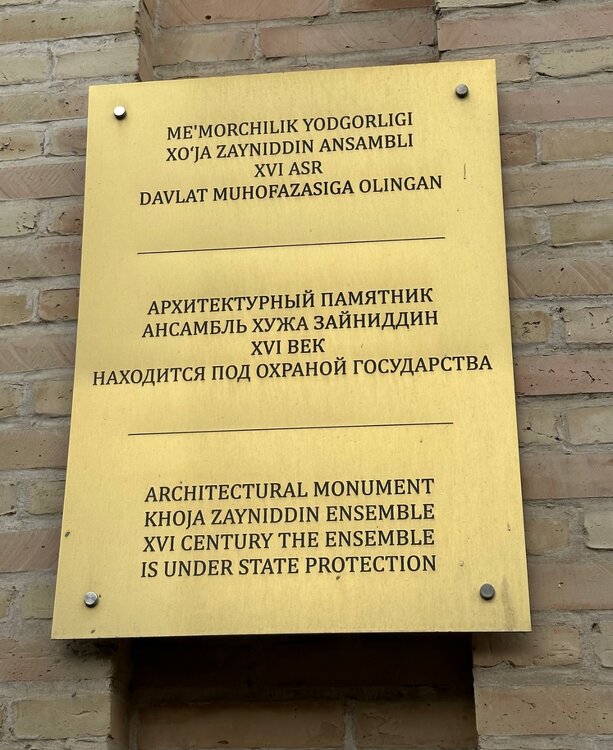 ME'MORCHILIK YODGORLIGI
XO‘JA ZAYNIDDIN ANSAMBLI
XVI ASR
DAVLAT MUHOFAZASIGA OLINGAN
АРХИТЕКТУРНЫЙ ПАМЯТНИК
АНСАМБЛЬ ХУЖА ЗАЙНИДДИН
XVI ВЕК
НАХОДИТСЯ ПОД ОХРАНОЙ ГОСУДАРСТВА
ARCHITECTURAL MONUMENT
KHOJA ZAYNIDDIN ENSEMBLE
XVI CENTURY THE ENSEMBLE
IS UNDER STATE PROTECTION